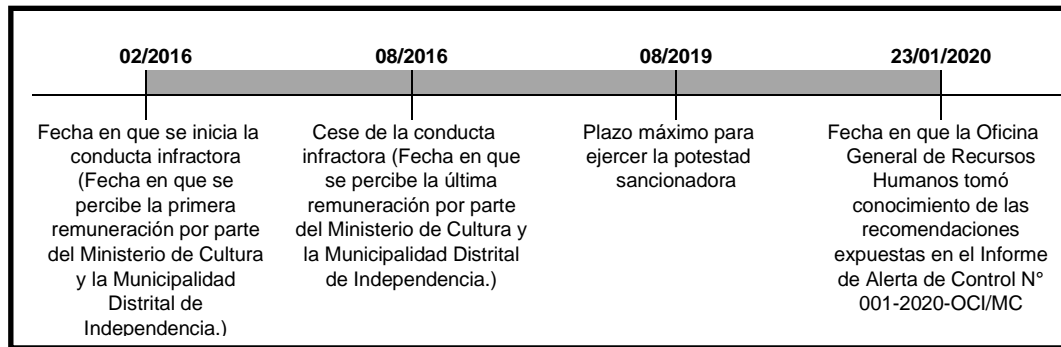 02/2016
08/2016
08/2019
23/01/2020
Fecha en que se inicia la
conducta infractora
(Fecha en que se
percibe la primera
remuneración por parte
del Ministerio de Cultura
y la Municipalidad
Distrital de
Independencia.)
Cese de la conducta
infractora (Fecha en que
se percibe la última
remuneración por parte
del Ministerio de Cultura y
la Municipalidad Distrital
de Independencia.)
Plazo máximo para
ejercer la potestad
sancionadora
Fecha en que la Oficina
General de Recursos
Humanos tomó
conocimiento de las
recomendaciones
expuestas en el Informe
de Alerta de Control N°
001-2020-OCI/MC